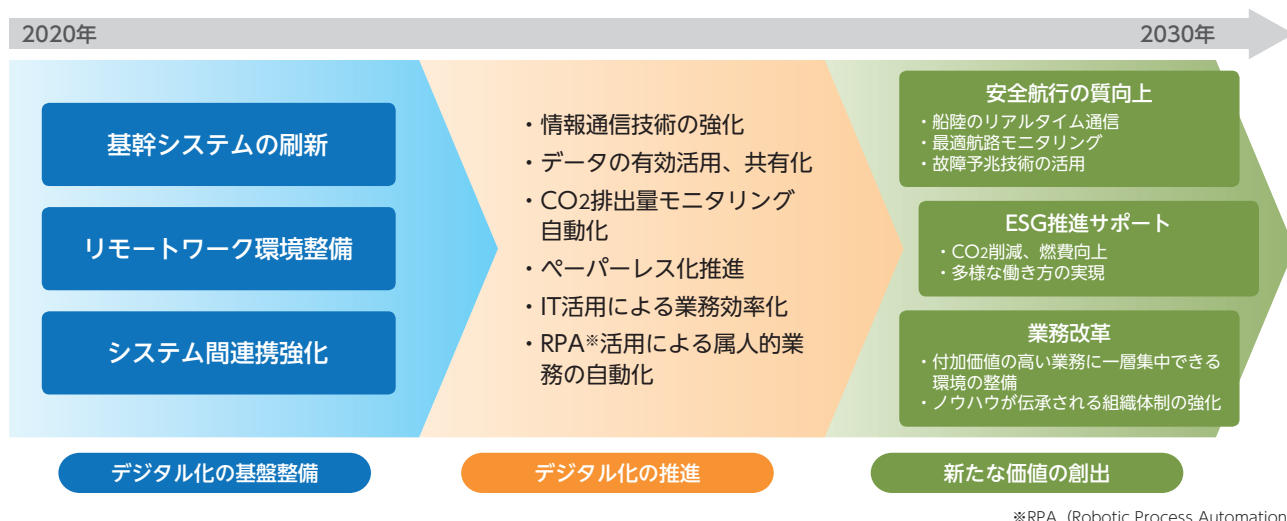 2020年
2030年
基幹システムの刷新
リモートワーク環境整備
システム間連携強化
デジタル化の基盤整備
・情報通信技術の強化
・データの有効活用、共有化
・CO2排出量モニタリング
自動化
・ペーパーレス化推進
・IT活用による業務効率化
・RPA※活用による属人的業
務の自動化
デジタル化の推進
安全航行の質向上
・船陸のリアルタイム通信
・最適航路モニタリング
・故障予兆技術の活用
ESG推進サポート
・CO2削減、燃費向上
・多様な働き方の実現
業務改革
・付加価値の高い業務に一層集中できる
環境の整備
・ノウハウが伝承される組織体制の強化
新たな価値の創出
※RPA（Robotic Process Automation